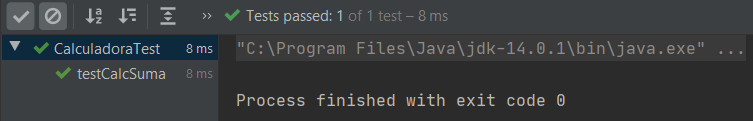 Tests passed: 1 of 1 test – 8 ms
CalculadoraTest 8 ms
testCalcSuma 8 ms
"C:\Program Files\Java\jdk-14.0.1\bin\java.exe" ...
Process finished with exit code 0